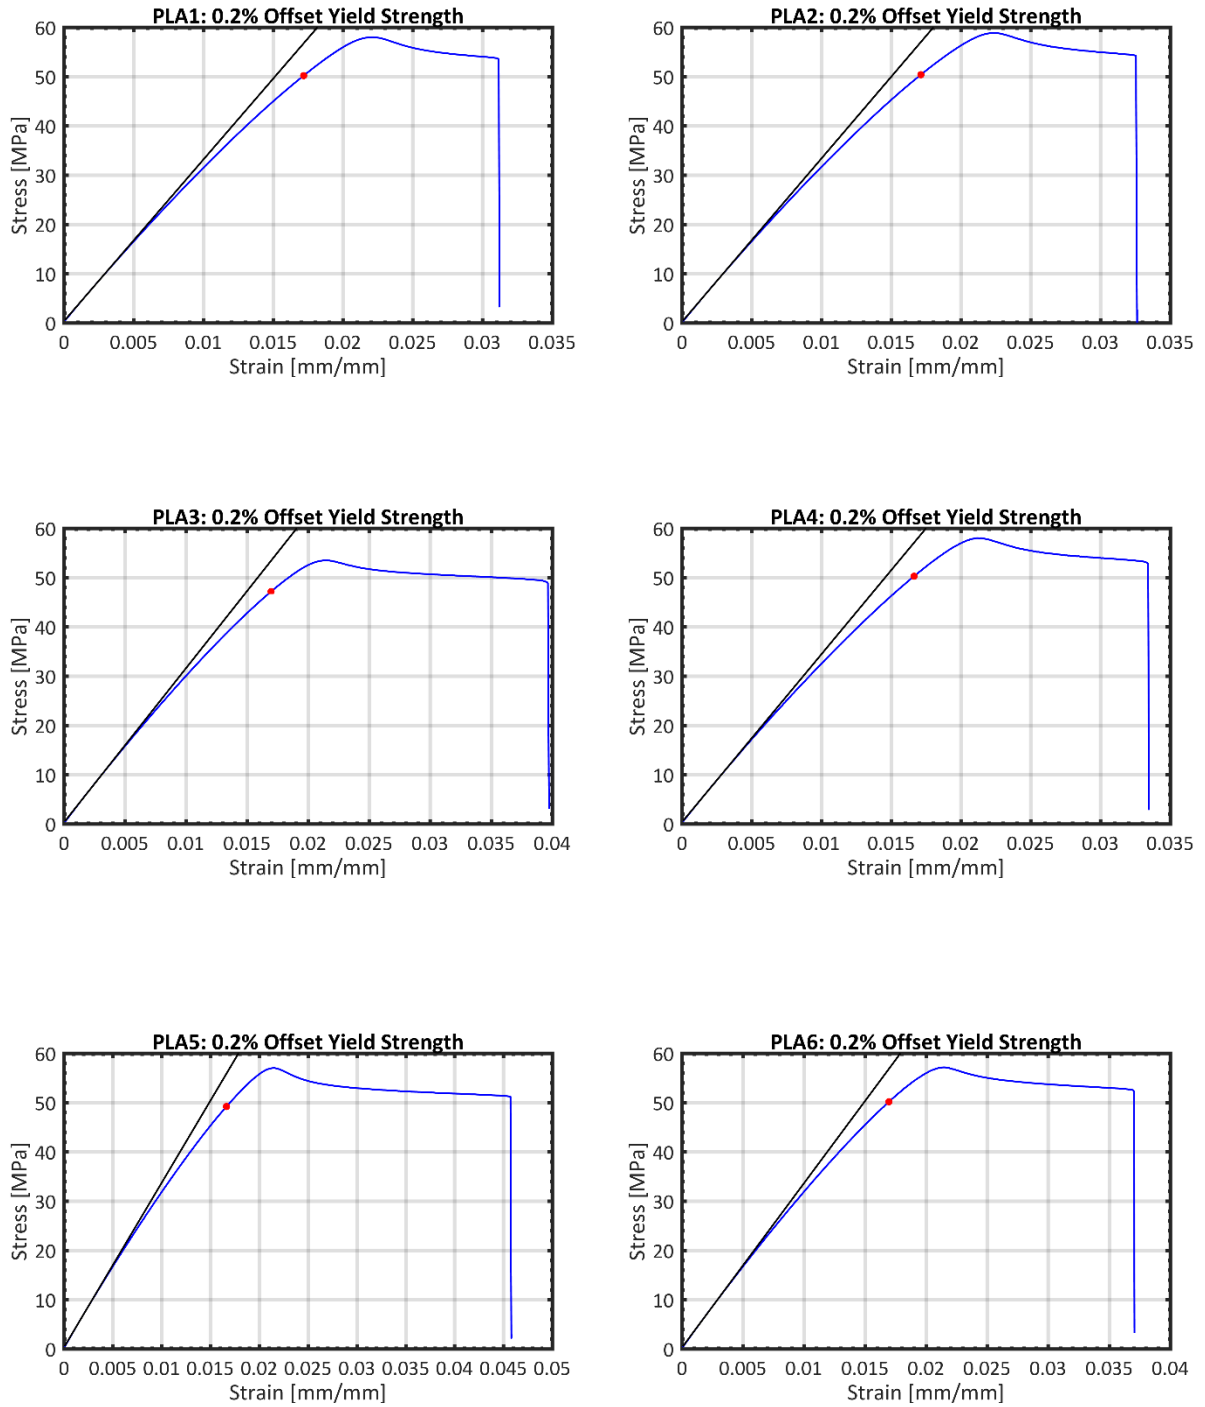 PLA1: 0.2% Offset Yield Strength
60
50
40
30
20
10
0
Stress [MPa]
0 0.005 0.01 0.015 0.02 0.025 0.03 0.035
Strain [mm/mm]
PLA2: 0.2% Offset Yield Strength
60
50
40
30
20
10
0
Stress [MPa]
0 0.005 0.01 0.015 0.02 0.025 0.03 0.035
Strain [mm/mm]
PLA3: 0.2% Offset Yield Strength
60
50
40
30
20
10
0
Stress [MPa]
0 0.005 0.01 0.015 0.02 0.025 0.03 0.035 0.04
Strain [mm/mm]
PLA4: 0.2% Offset Yield Strength
60
50
40
30
20
10
0
Stress [MPa]
0 0.005 0.01 0.015 0.02 0.025 0.03 0.035
Strain [mm/mm]
PLA5: 0.2% Offset Yield Strength
60
50
40
30
20
10
0
Stress [MPa]
0 0.005 0.01 0.015 0.02 0.025 0.03 0.035 0.04 0.045 0.05
Strain [mm/mm]
PLA6: 0.2% Offset Yield Strength
60
50
40
30
20
10
0
Stress [MPa]
0 0.005 0.01 0.015 0.02 0.025 0.03 0.035 0.04
Strain [mm/mm]